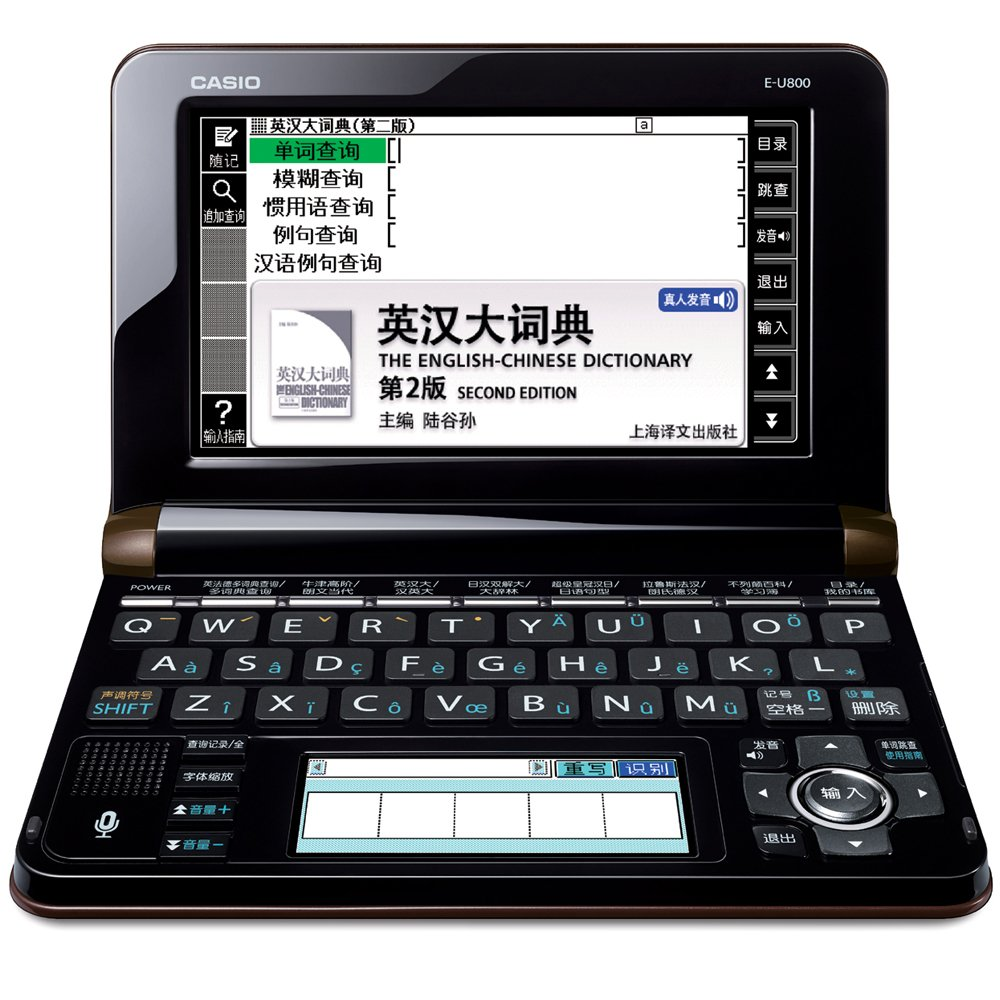 CASIO
E-U800
英汉大词典(第二版)
a
随记
追加查询
输入指南
单词查询
模糊查询
惯用语查询
例句查询
汉语例句查询
目录
跳查
发音
退出
输入
真人发音
英汉大词典
THE ENGLISH-CHINESE DICTIONARY
第2版 SECOND EDITION
主编 陆谷孙
上海译文出版社
英汉大词典
THE ENGLISH-CHINESE
DICTIONARY
POWER
英法德多词典查询/
多词典查询
牛津高阶/
朗文当代
英汉大/
汉英大
日汉双解大/
大辞林
超级皇冠汉日/
日语句型
拉鲁斯法汉/
朗氏德汉
不列颠百科/
学习簿
目录/
我的书库
Q W E R T Y Ä U Ü I O Ö P
A à S â D ç F è G é H ê J ë K ? L *
声调符号
SHIFT
Z î X ï C ô V œ B ù N û M ü
记号 ß
空格
设置
删除
查询记录/全
字体缩放
音量+
音量-
重写 识别
发音
单词跳查
使用指南
输入
退出